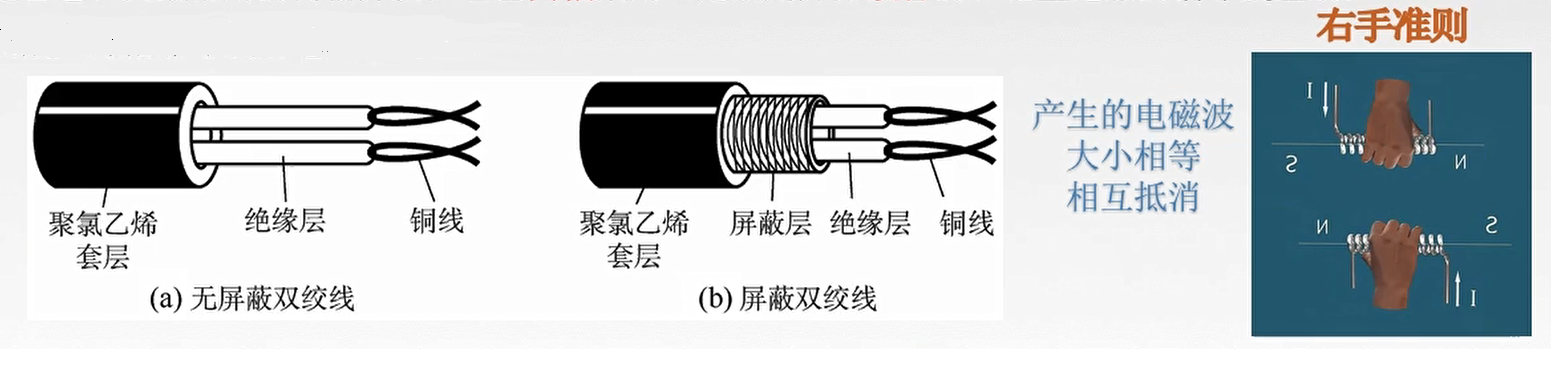 右手准则
产生的电磁波
大小相等
相互抵消
聚氯乙烯
套层
绝缘层
铜线
(a) 无屏蔽双绞线
聚氯乙烯
套层
屏蔽层
绝缘层
铜线
(b) 屏蔽双绞线
I
S
N
N
S
I